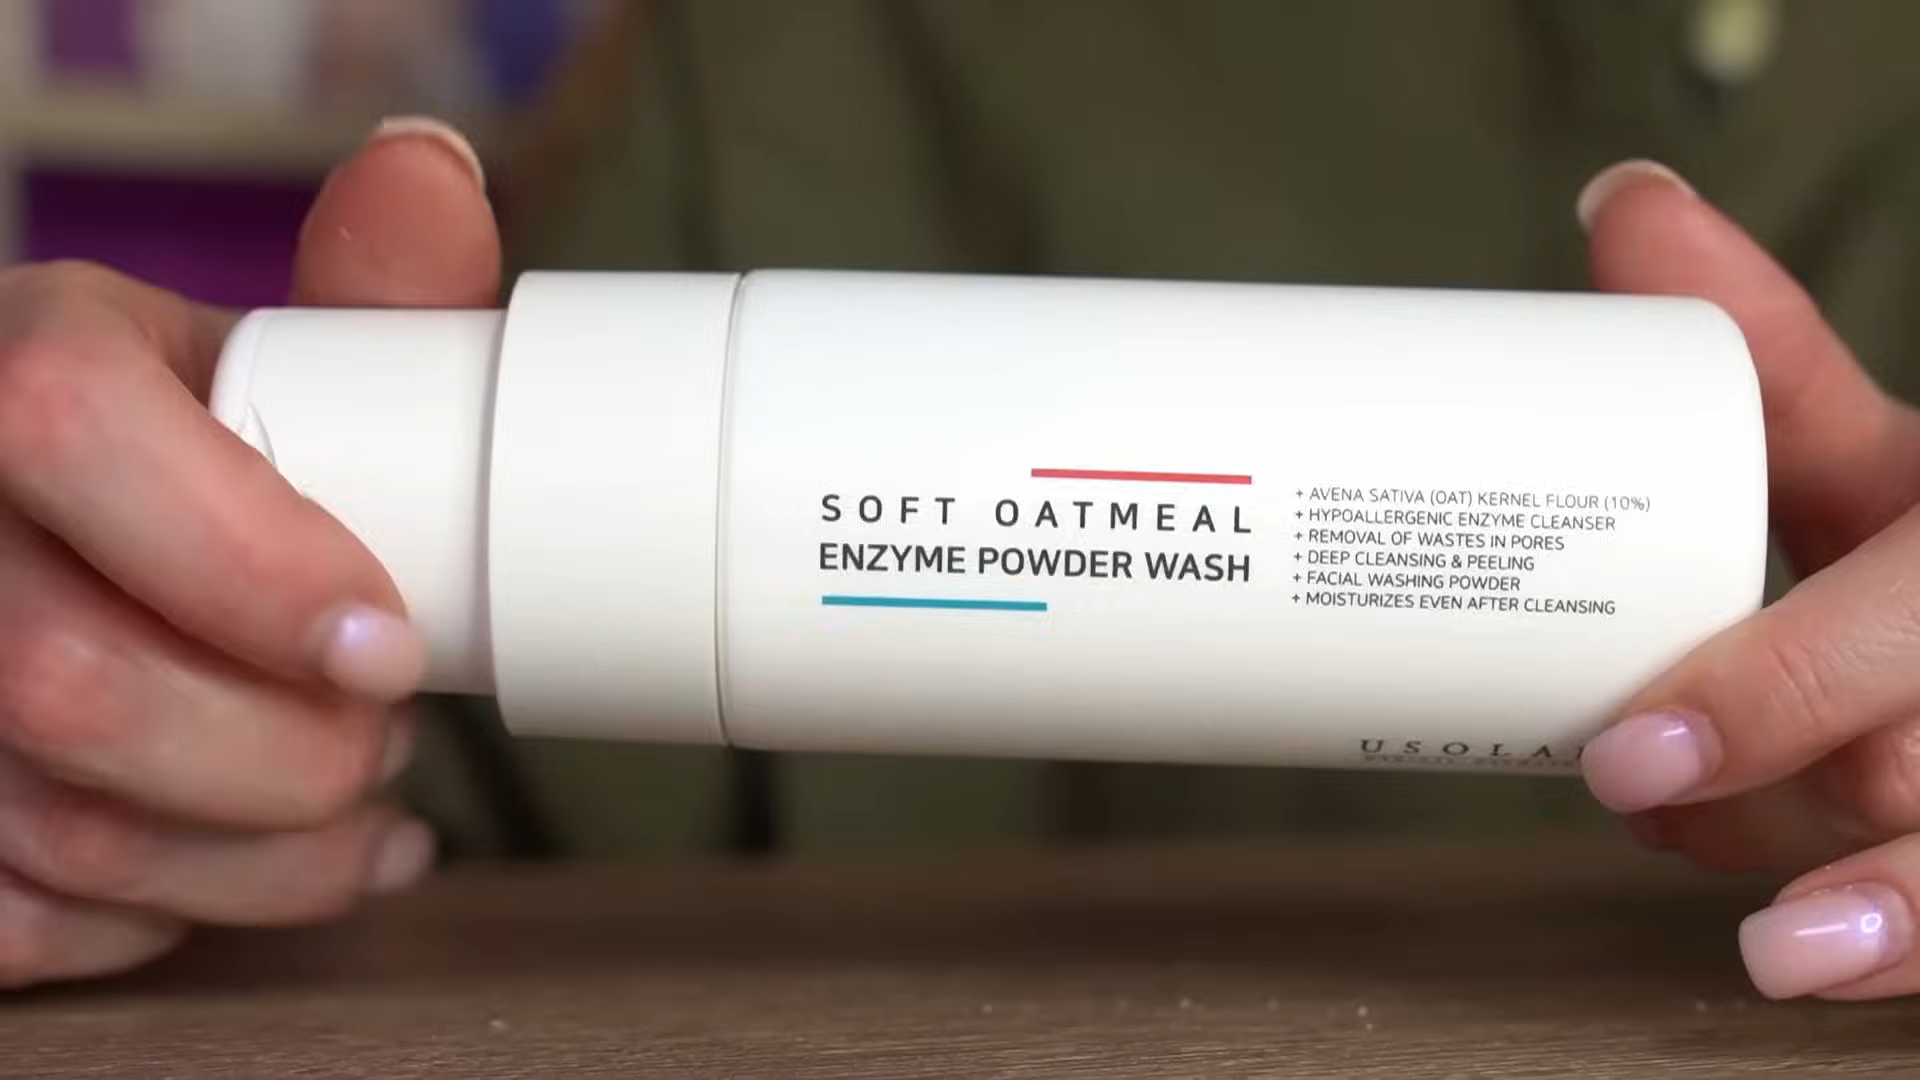 SOFT OATMEAL
ENZYME POWDER WASH
+ AVENA SATIVA (OAT) KERNEL FLOUR (10%)
+ HYPOALLERGENIC ENZYME CLEANSER
+ REMOVAL OF WASTES IN PORES
+ DEEP CLEANSING & PEELING
+ FACIAL WASHING POWDER
+ MOISTURIZES EVEN AFTER CLEANSING